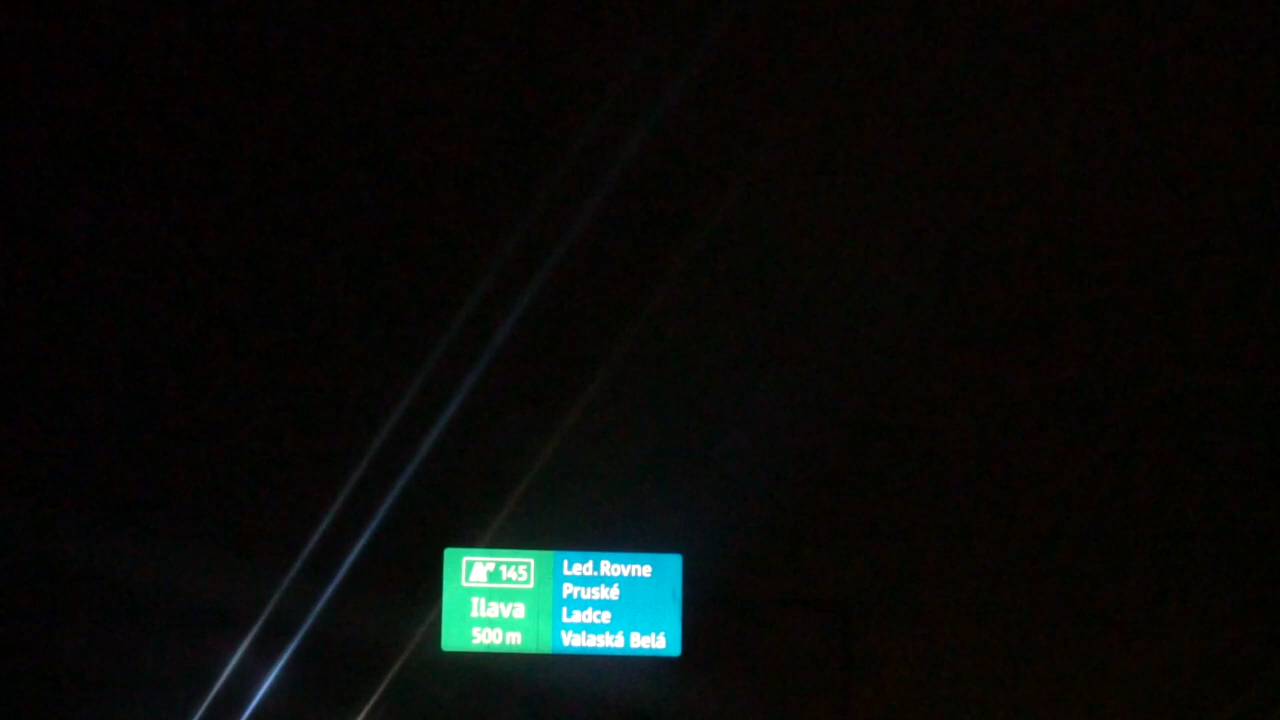 145
Ilava
500 m
Led.Rovne
Pruské
Ladce
Valaská Belá